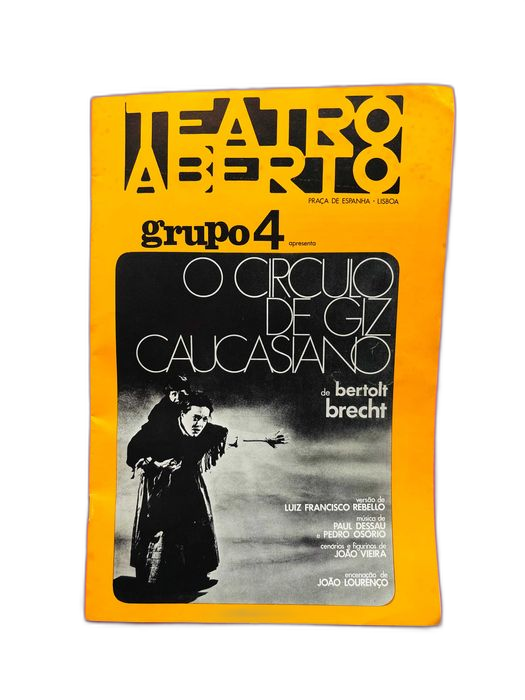 TEATRO
ABERTO
PRAÇA DE ESPANHA • LISBOA
grupo 4 apresenta
O CIRCULO
DE GIZ
CAUCASIANO
de bertolt
brecht
versão de
LUIZ FRANCISCO REBELLO
música de
PAUL DESSAU
e PEDRO OSORIO
cenários e figurinos de
JOÃO VIEIRA
encenação de
JOÃO LOURENÇO